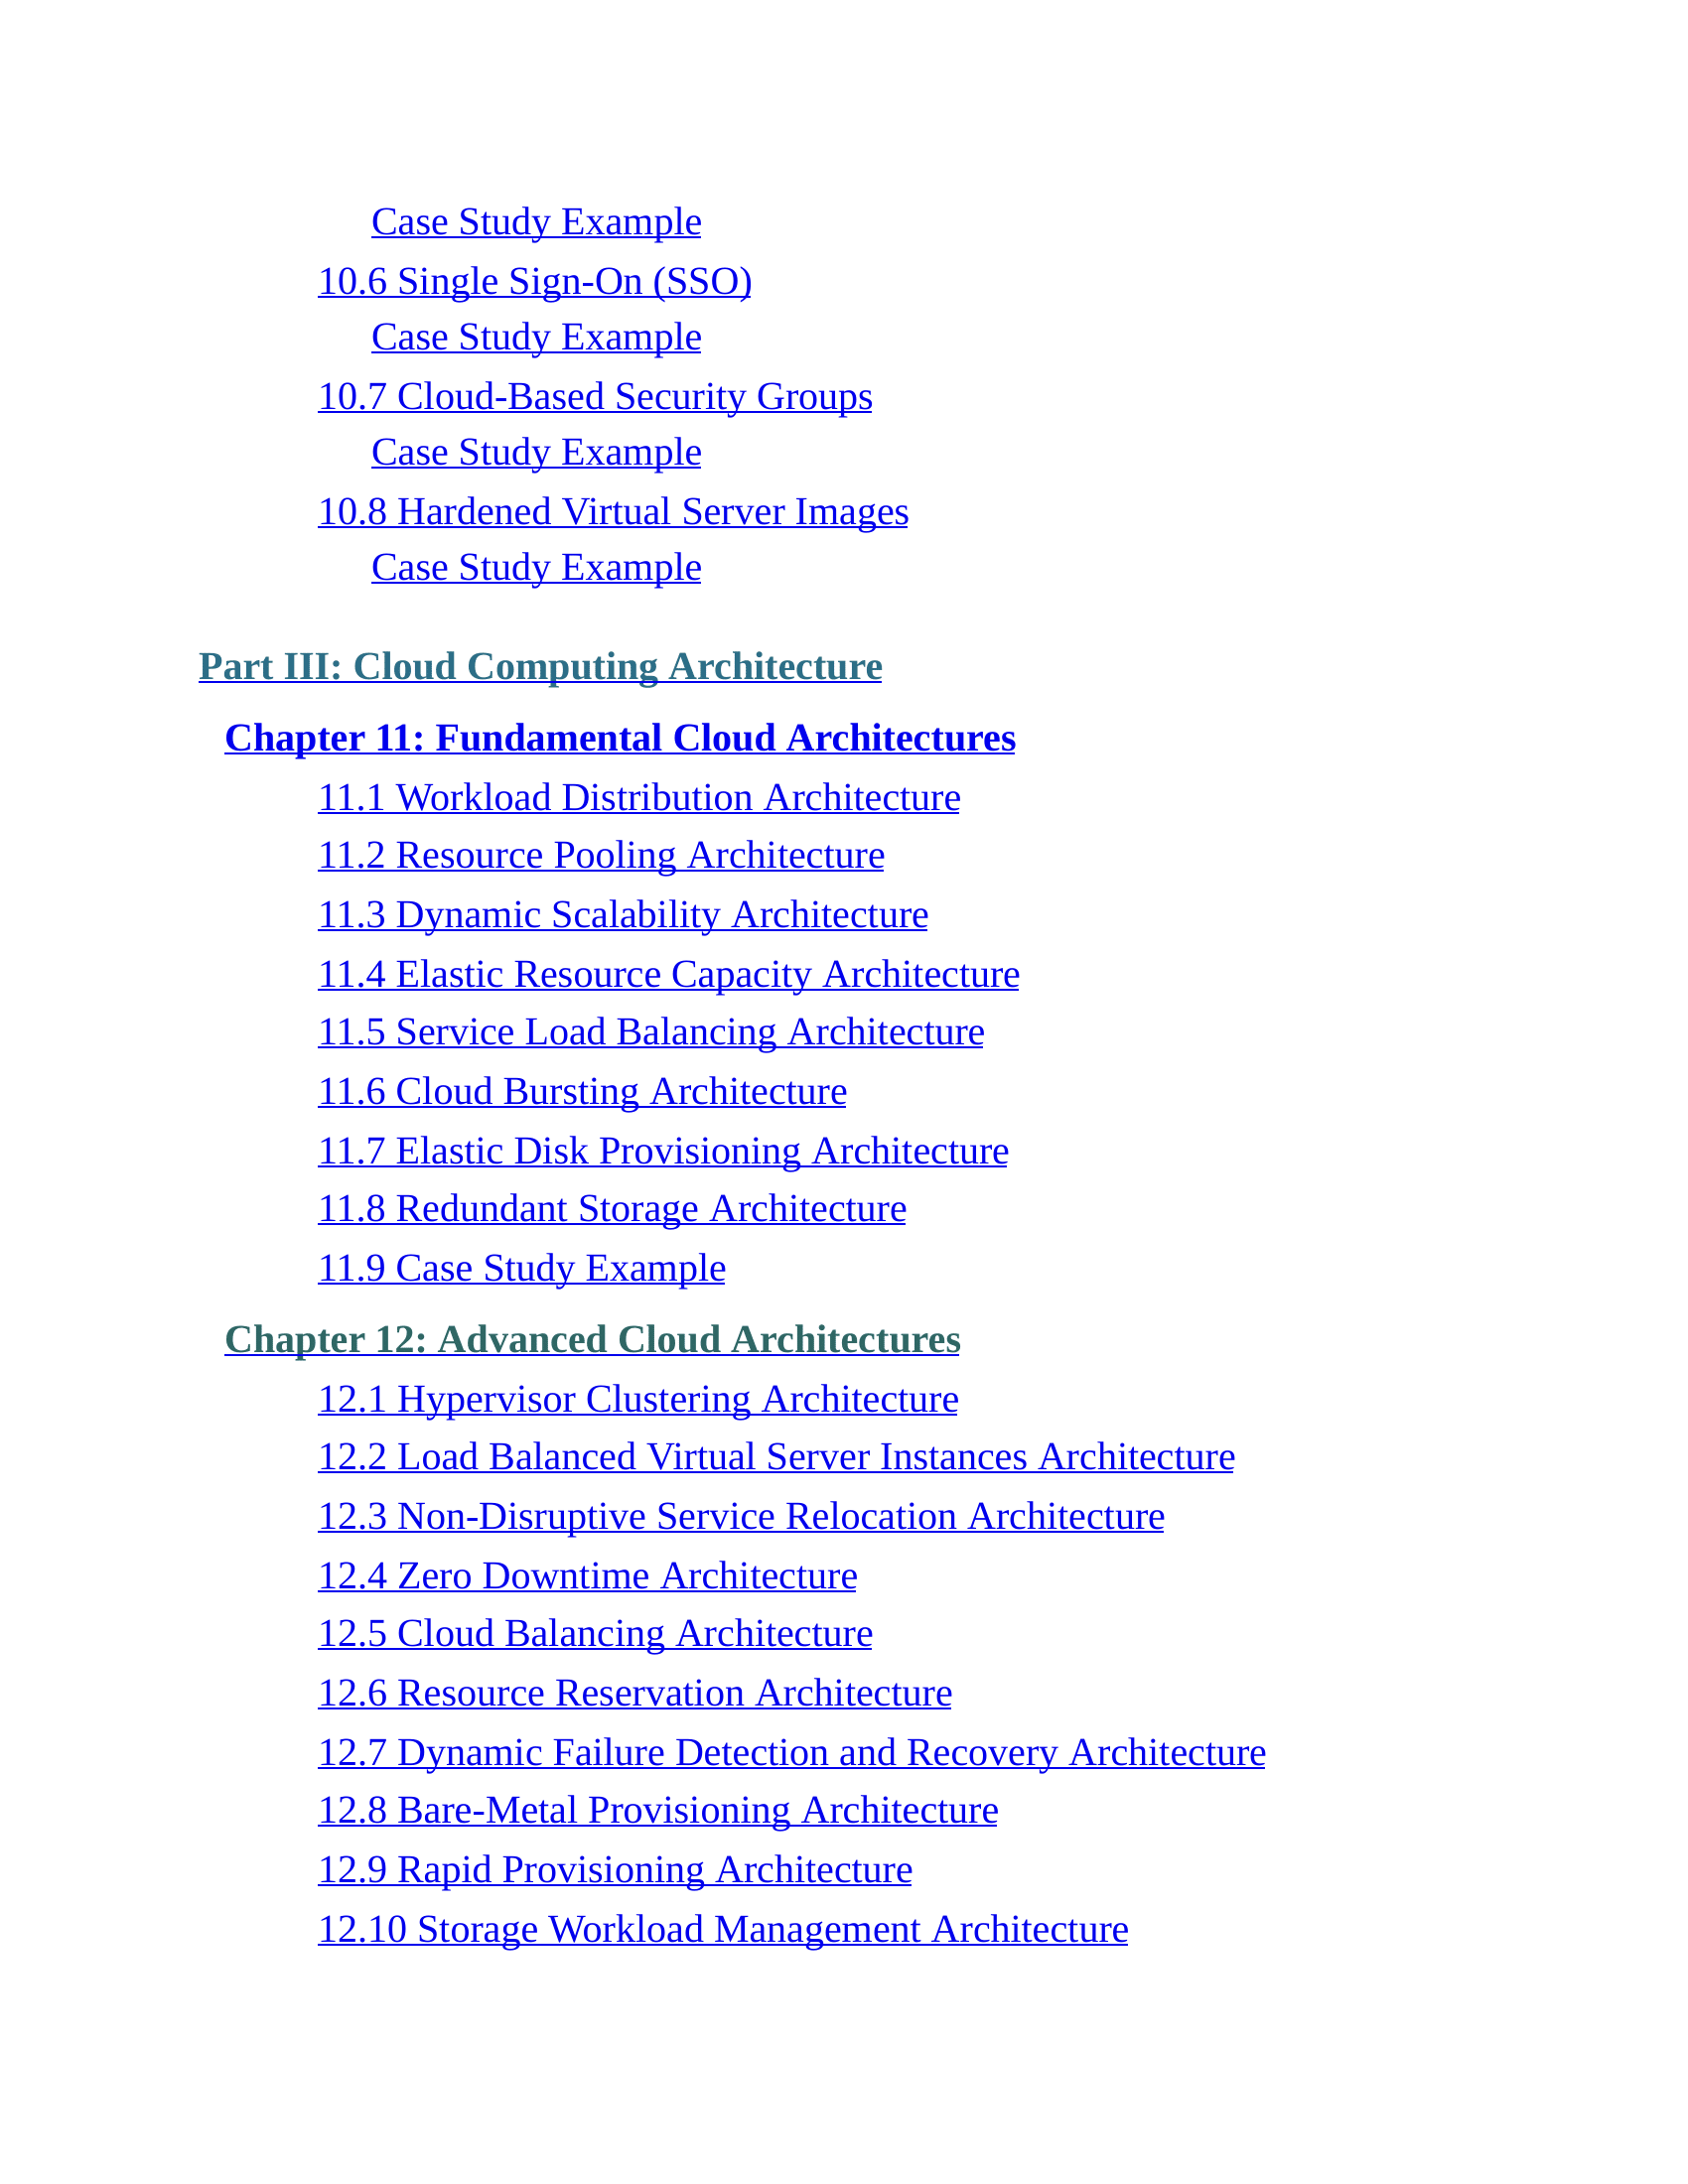 Case Study Example
10.6 Single Sign-On (SSO)
Case Study Example
10.7 Cloud-Based Security Groups
Case Study Example
10.8 Hardened Virtual Server Images
Case Study Example
Part III: Cloud Computing Architecture
Chapter 11: Fundamental Cloud Architectures
11.1 Workload Distribution Architecture
11.2 Resource Pooling Architecture
11.3 Dynamic Scalability Architecture
11.4 Elastic Resource Capacity Architecture
11.5 Service Load Balancing Architecture
11.6 Cloud Bursting Architecture
11.7 Elastic Disk Provisioning Architecture
11.8 Redundant Storage Architecture
11.9 Case Study Example
Chapter 12: Advanced Cloud Architectures
12.1 Hypervisor Clustering Architecture
12.2 Load Balanced Virtual Server Instances Architecture
12.3 Non-Disruptive Service Relocation Architecture
12.4 Zero Downtime Architecture
12.5 Cloud Balancing Architecture
12.6 Resource Reservation Architecture
12.7 Dynamic Failure Detection and Recovery Architecture
12.8 Bare-Metal Provisioning Architecture
12.9 Rapid Provisioning Architecture
12.10 Storage Workload Management Architecture